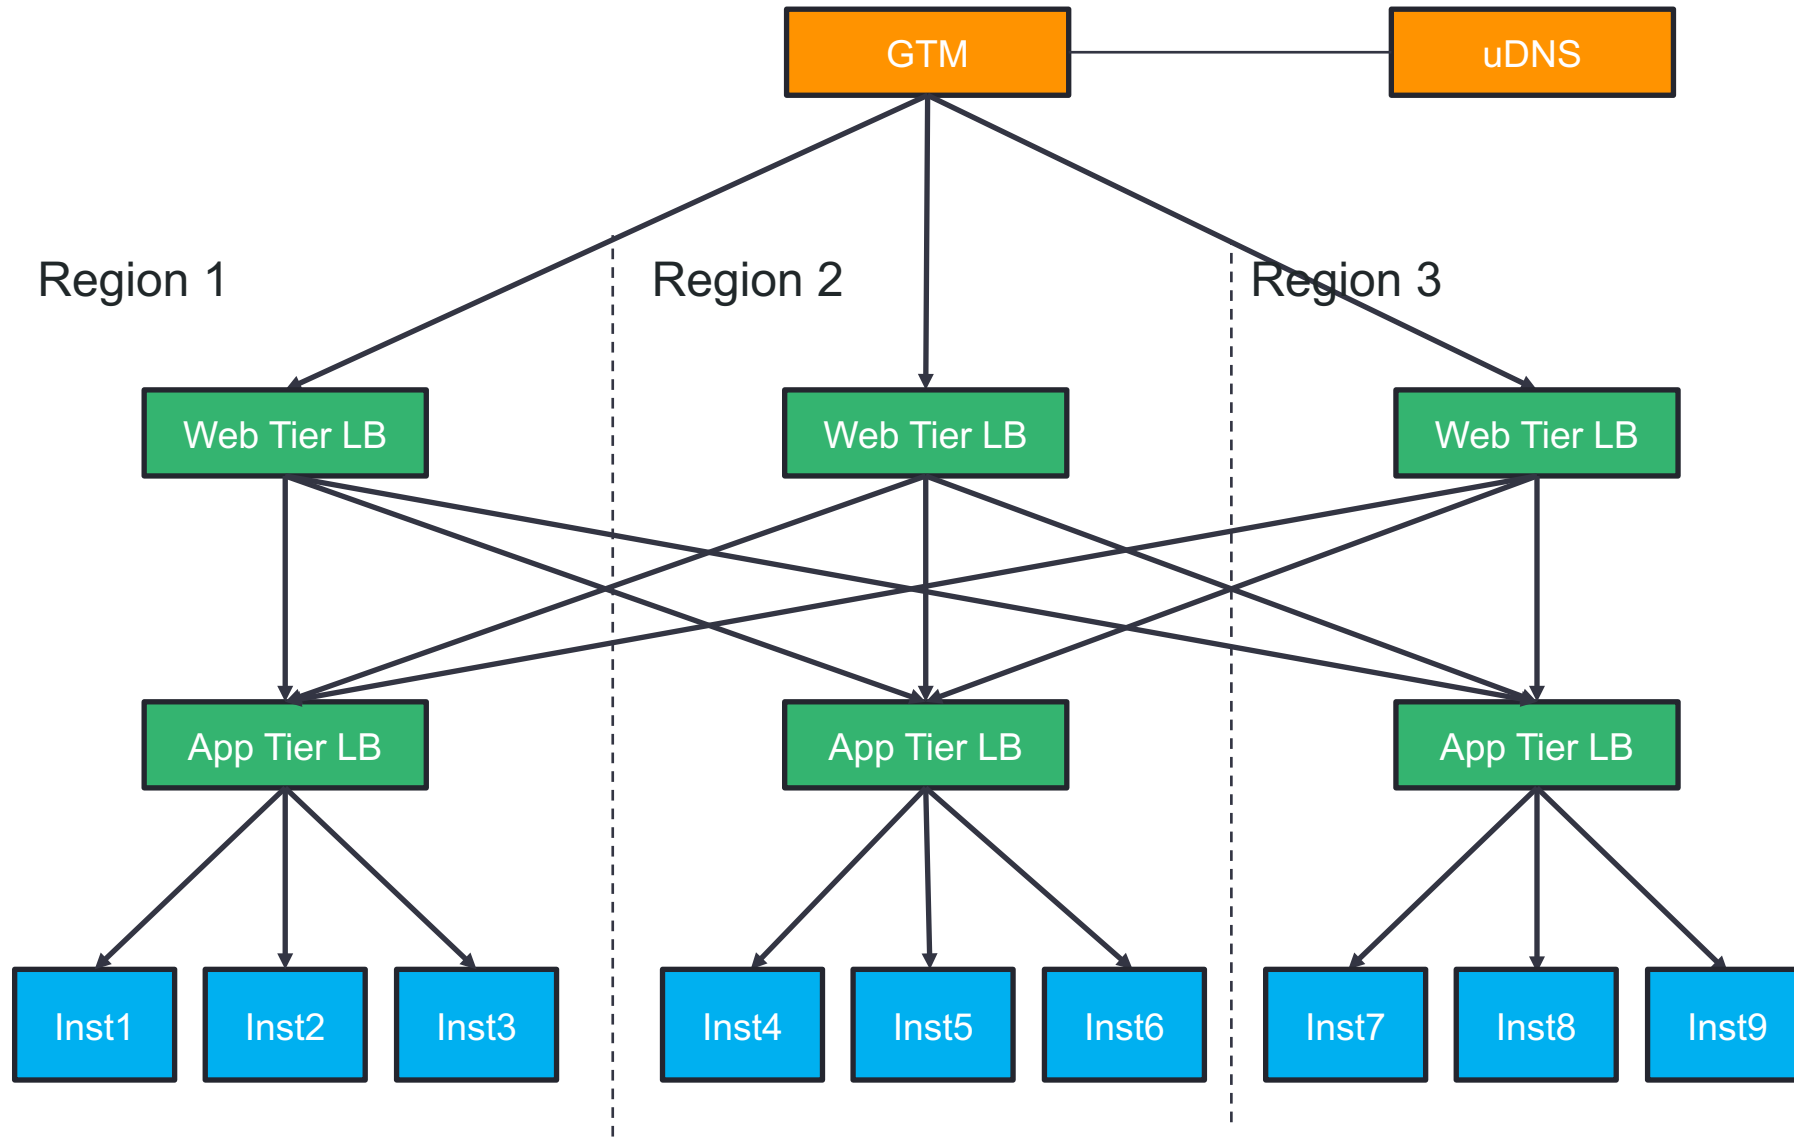 GTM
uDNS
Region 1
Region 2
Region 3
Web Tier LB
Web Tier LB
Web Tier LB
App Tier LB
App Tier LB
App Tier LB
Inst1
Inst2
Inst3
Inst4
Inst5
Inst6
Inst7
Inst8
Inst9